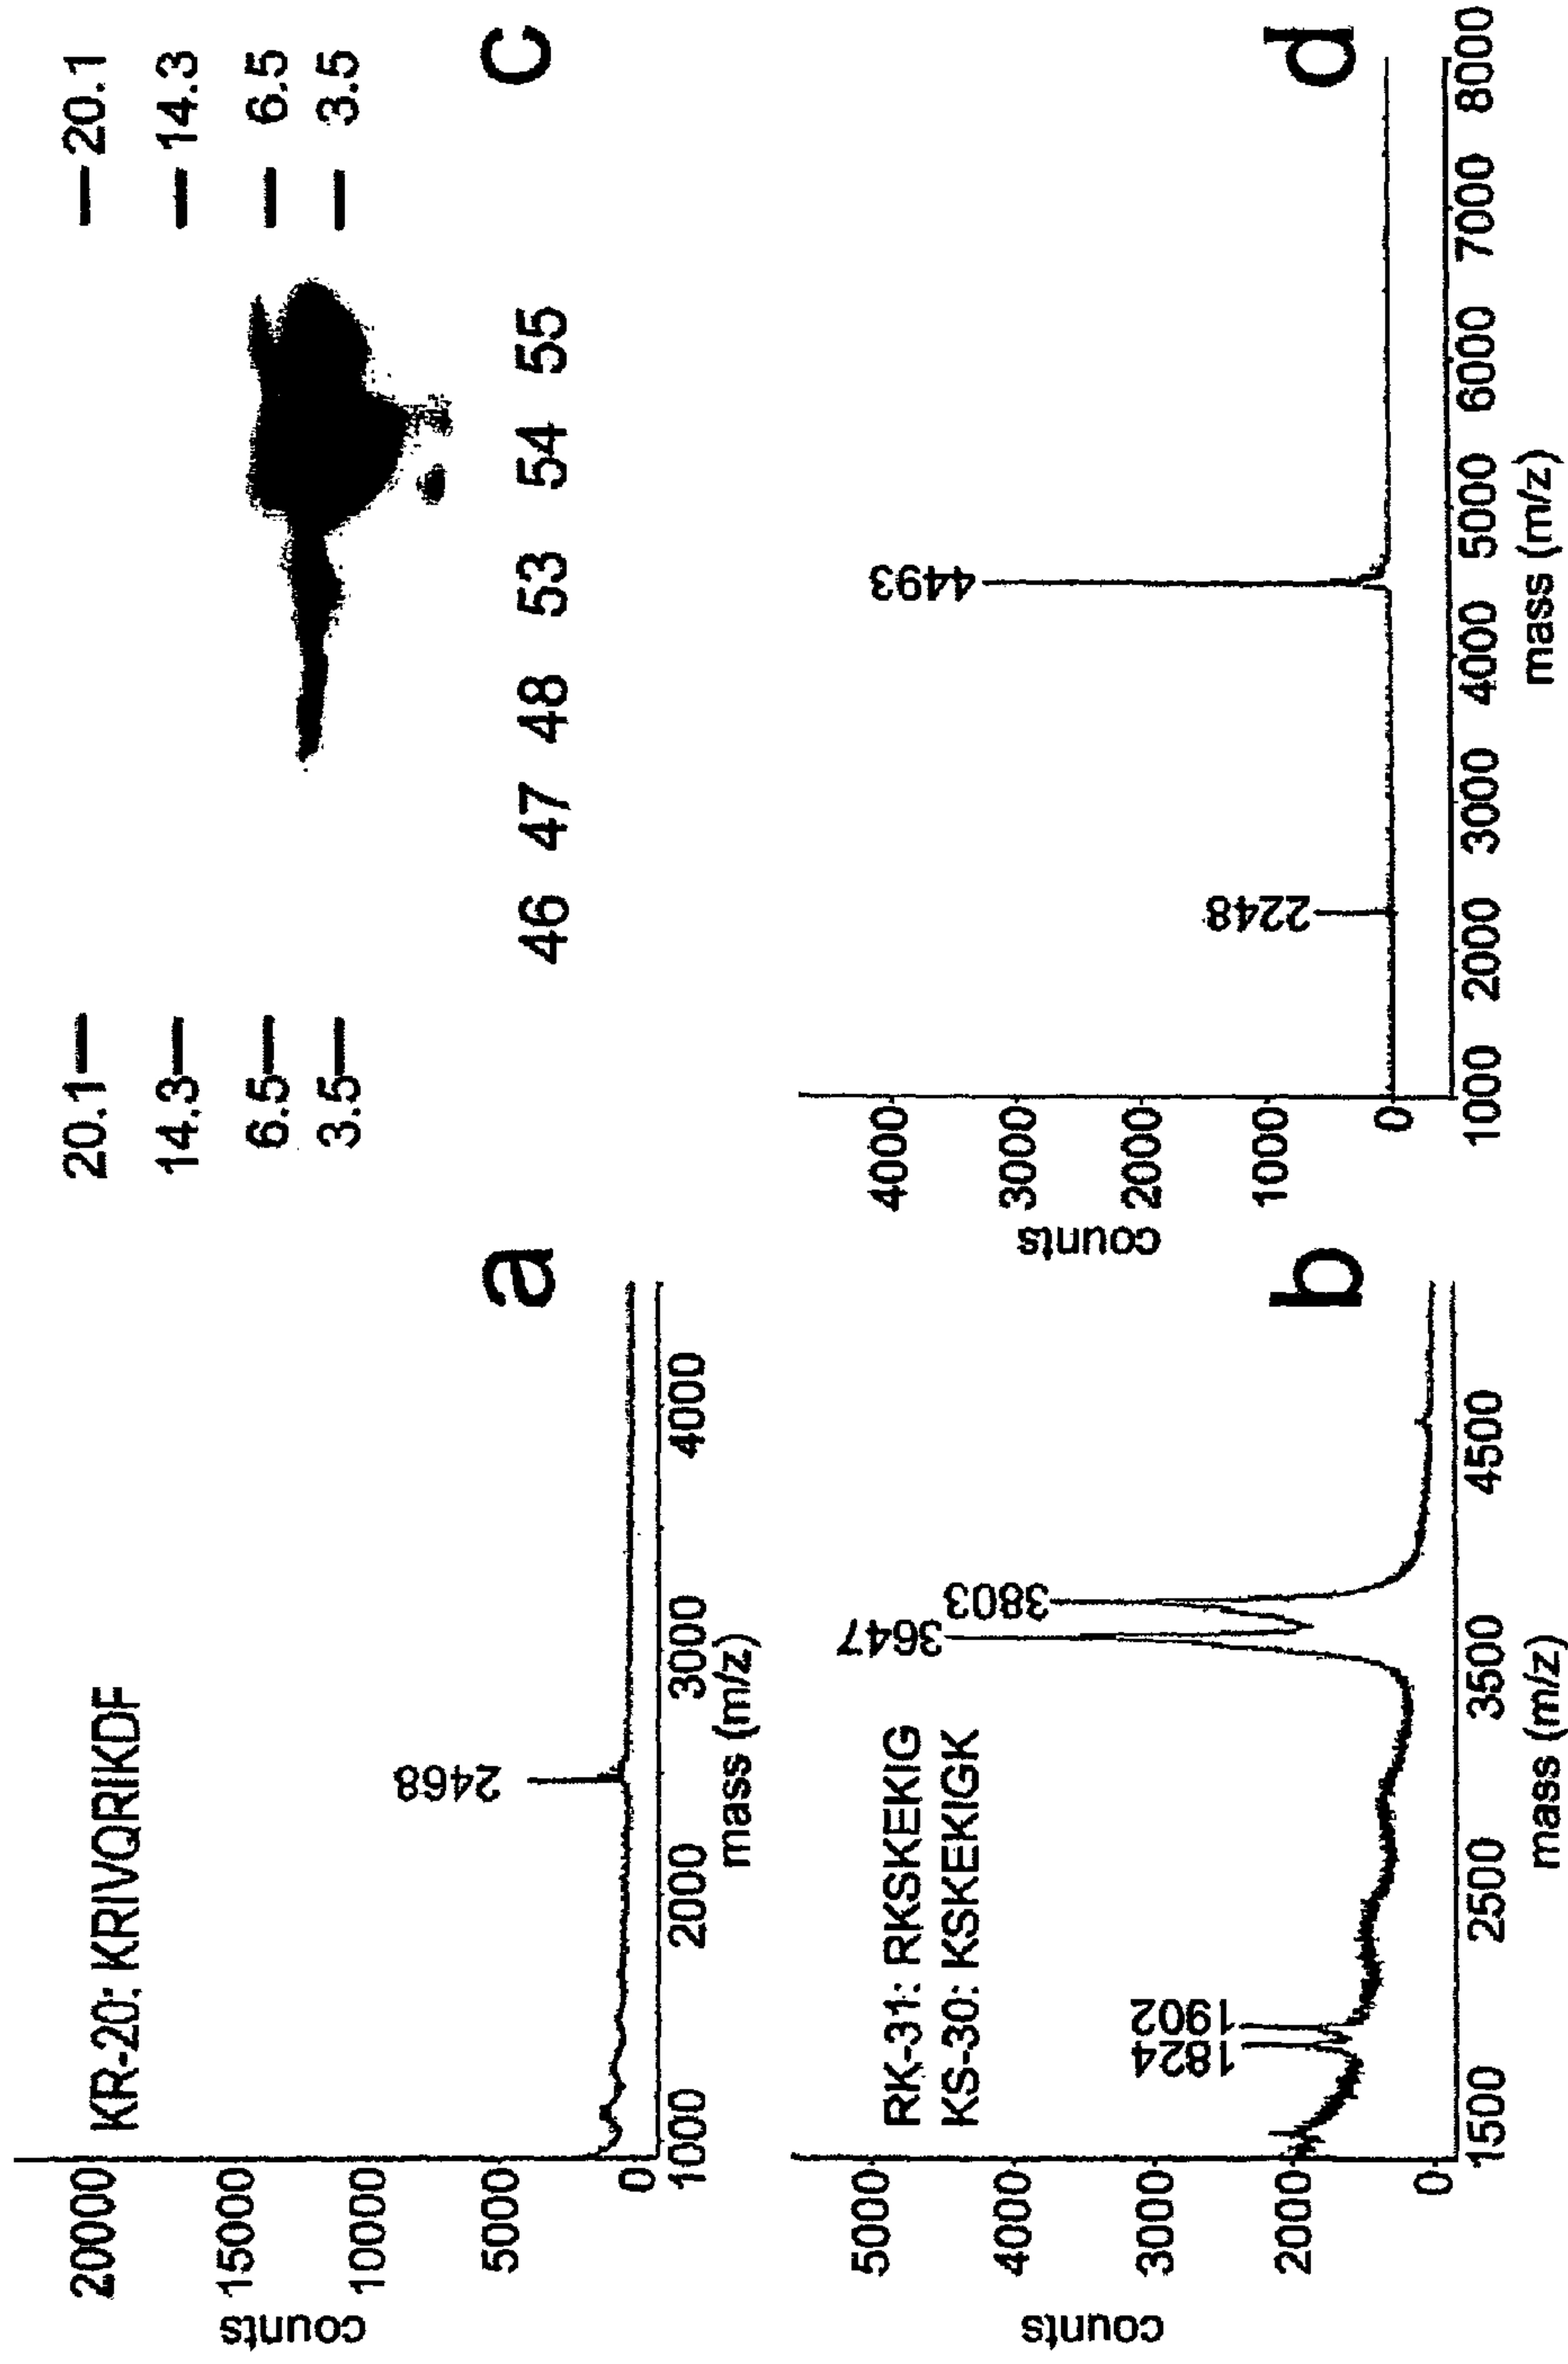 20000
15000
10000
5000
0
counts
KR-20: KRIVQRIKDF
2468
1000 2000 3000 4000
mass (m/z)
a
20.1
14.3
6.5
3.5
20.1
14.3
6.5
3.5
46 47 48 53 54 55
c
5000
4000
3000
2000
0
counts
RK-31: RKSKEKIG
KS-30: KSKEKIGK
1824
1902
3647
3803
1500 2500 3500 4500
mass (m/z)
b
4000
3000
2000
1000
0
counts
2248
4493
1000 2000 3000 4000 5000 6000 7000 8000
mass (m/z)
d